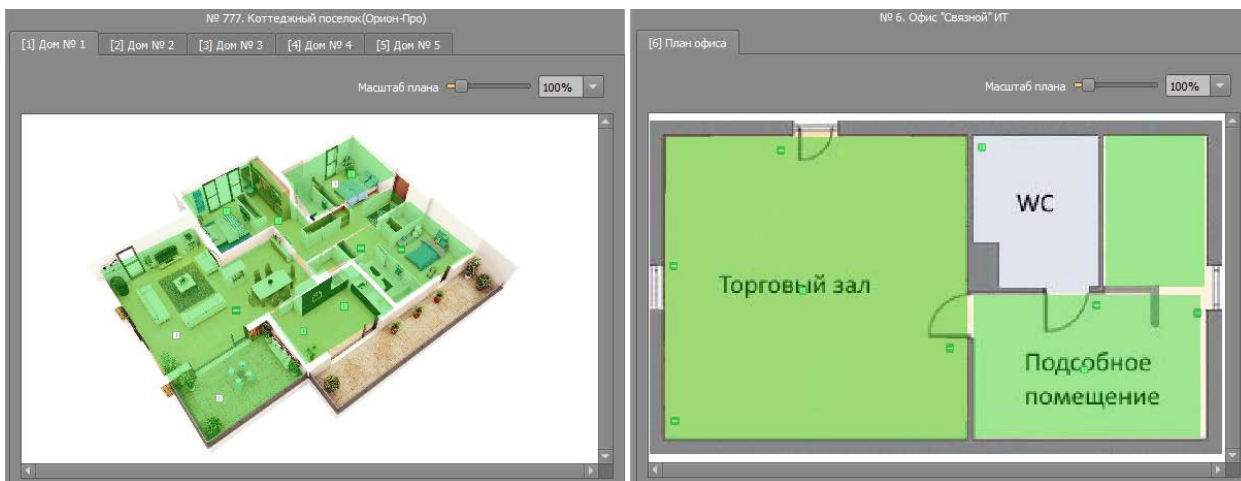 № 777. Коттеджный поселок(Орион-Про)
[1] Дом № 1
[2] Дом № 2
[3] Дом № 3
[4] Дом № 4
[5] Дом № 5
Масштаб плана
100%
№ 6. Офис "Связной" ИТ
[6] План офиса
Масштаб плана
100%
WC
Торговый зал
Подсобное
помещение